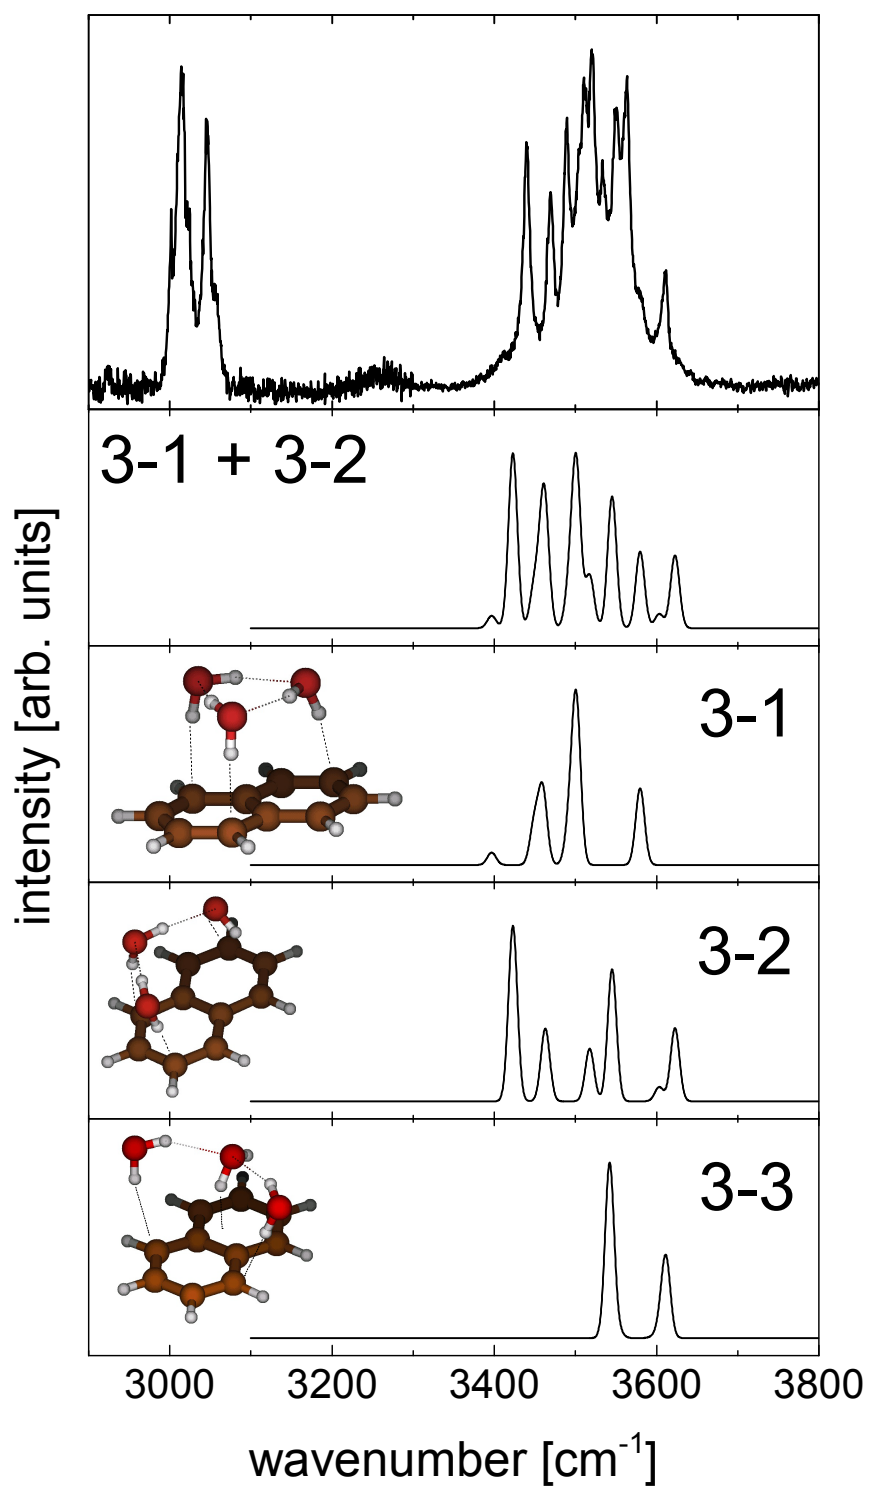 intensity [arb. units]
3-1 + 3-2
3-1
3-2
3-3
3000 3200 3400 3600 3800
wavenumber [cm-1]